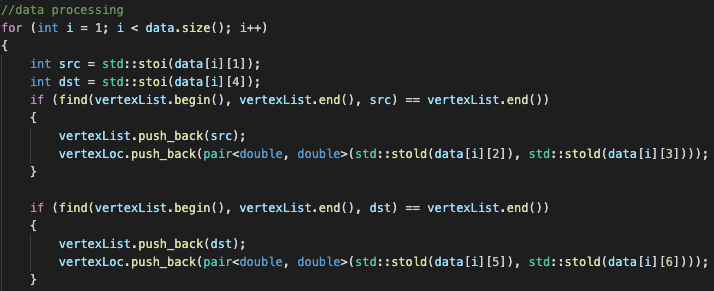 //data processing
for (int i = 1; i < data.size(); i++)
{
    int src = std::stoi(data[i][1]);
    int dst = std::stoi(data[i][4]);
    if (find(vertexList.begin(), vertexList.end(), src) == vertexList.end())
    {
        vertexList.push_back(src);
        vertexLoc.push_back(pair<double, double>(std::stold(data[i][2]), std::stold(data[i][3])));
    }

    if (find(vertexList.begin(), vertexList.end(), dst) == vertexList.end())
    {
        vertexList.push_back(dst);
        vertexLoc.push_back(pair<double, double>(std::stold(data[i][5]), std::stold(data[i][6])));
    }